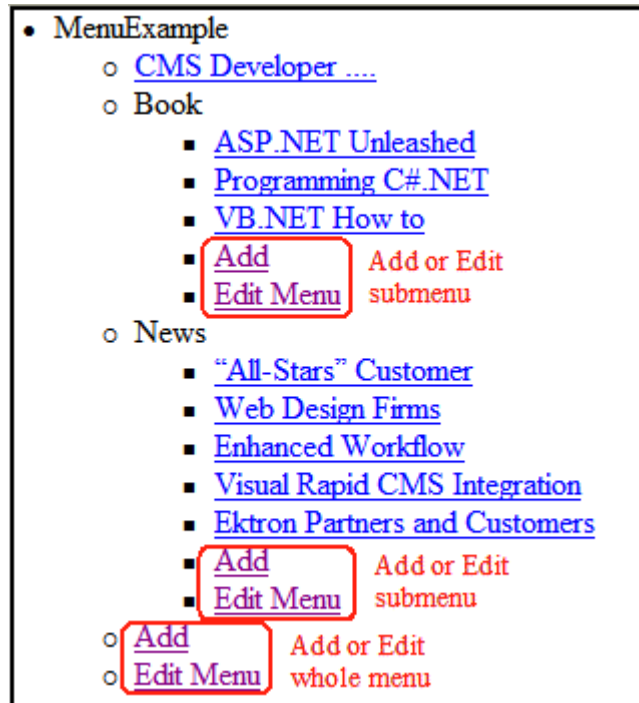 MenuExample
CMS Developer ....
Book
ASP.NET Unleashed
Programming C#.NET
VB.NET How to
Add
Edit Menu
Add or Edit
submenu
News
“All-Stars” Customer
Web Design Firms
Enhanced Workflow
Visual Rapid CMS Integration
Ektron Partners and Customers
Add
Edit Menu
Add or Edit
submenu
Add
Edit Menu
Add or Edit
whole menu